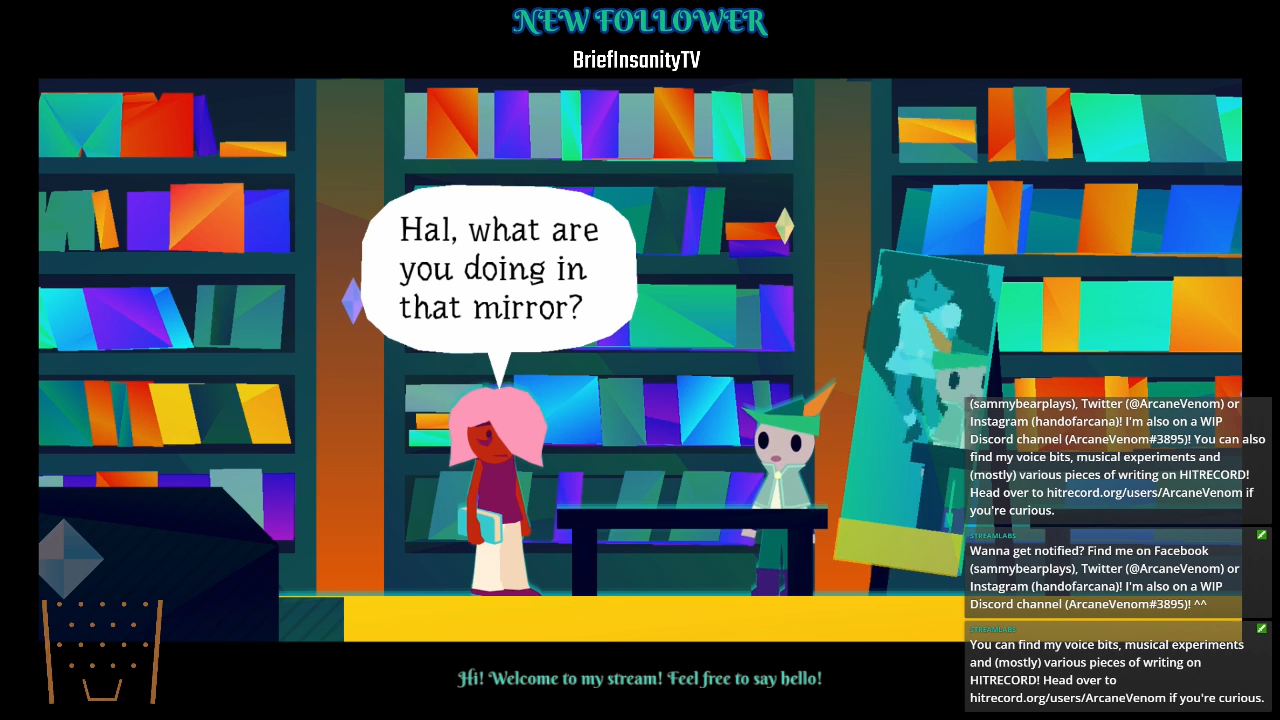 NEW FOLLOWER
BriefInsanityTV
Hal, what are
you doing in
that mirror?
(sammybearplays), Twitter (@ArcaneVenom) or
Instagram (handofarcana)! I'm also on a WIP
Discord channel (ArcaneVenom#3895)! You can also
find my voice bits, musical experiments and
(mostly) various pieces of writing on HITRECORD!
Head over to hitrecord.org/users/ArcaneVenom if
you're curious.
STREAMLABS
Wanna get notified? Find me on Facebook
(sammybearplays), Twitter (@ArcaneVenom) or
Instagram (handofarcana)! I'm also on a WIP
Discord channel (ArcaneVenom#3895)! ^^
STREAMLABS
You can find my voice bits, musical experiments
and (mostly) various pieces of writing on
HITRECORD! Head over to
hitrecord.org/users/ArcaneVenom if you're curious.
Hi! Welcome to my stream! Feel free to say hello!